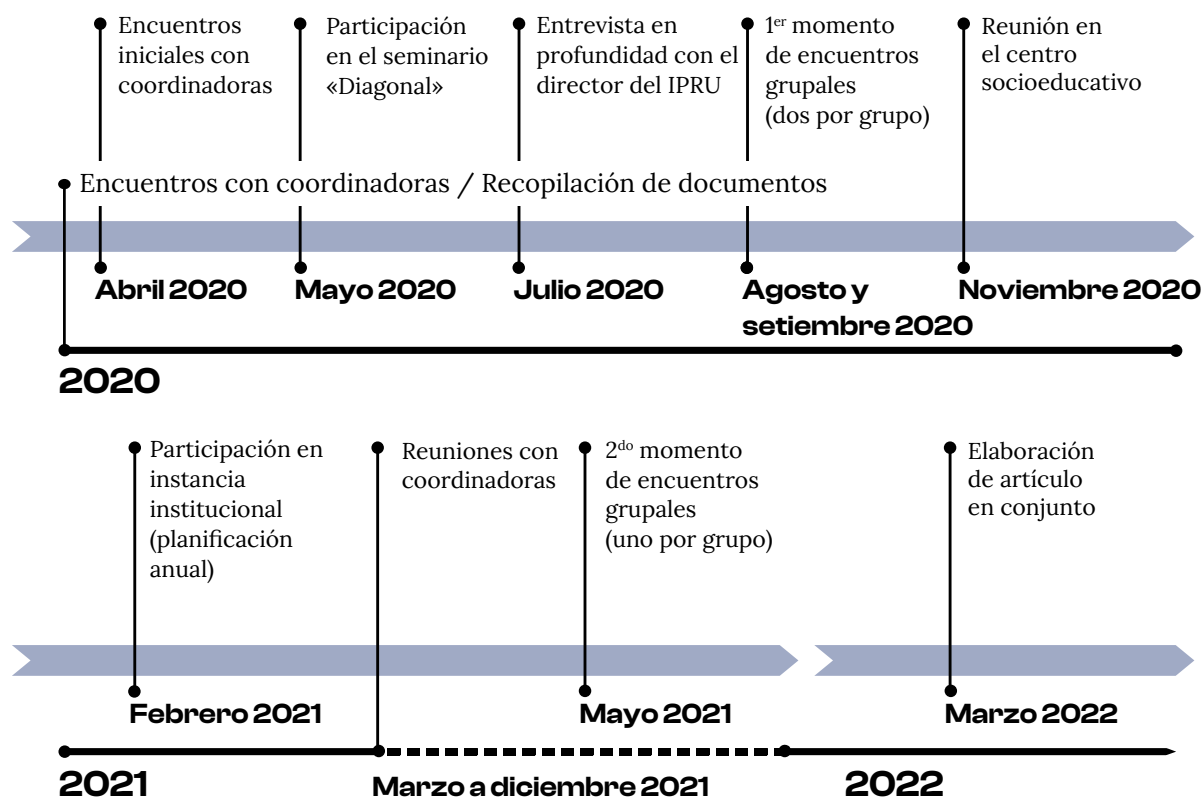 Encuentros
iniciales con
coordinadoras
Participación
en el seminario
«Diagonal»
Entrevista en
profundidad con el
director del IPRU
1er momento
de encuentros
grupales
(dos por grupo)
Reunión en
el centro
socioeducativo
Encuentros con coordinadoras / Recopilación de documentos
Abril 2020
Mayo 2020
Julio 2020
Agosto y
setiembre 2020
Noviembre 2020
2020
Participación en
instancia
institucional
(planificación
anual)
Reuniones con
coordinadoras
2do momento
de encuentros
grupales
(uno por grupo)
Elaboración
de artículo
en conjunto
Febrero 2021
Mayo 2021
Marzo 2022
2021
Marzo a diciembre 2021
2022